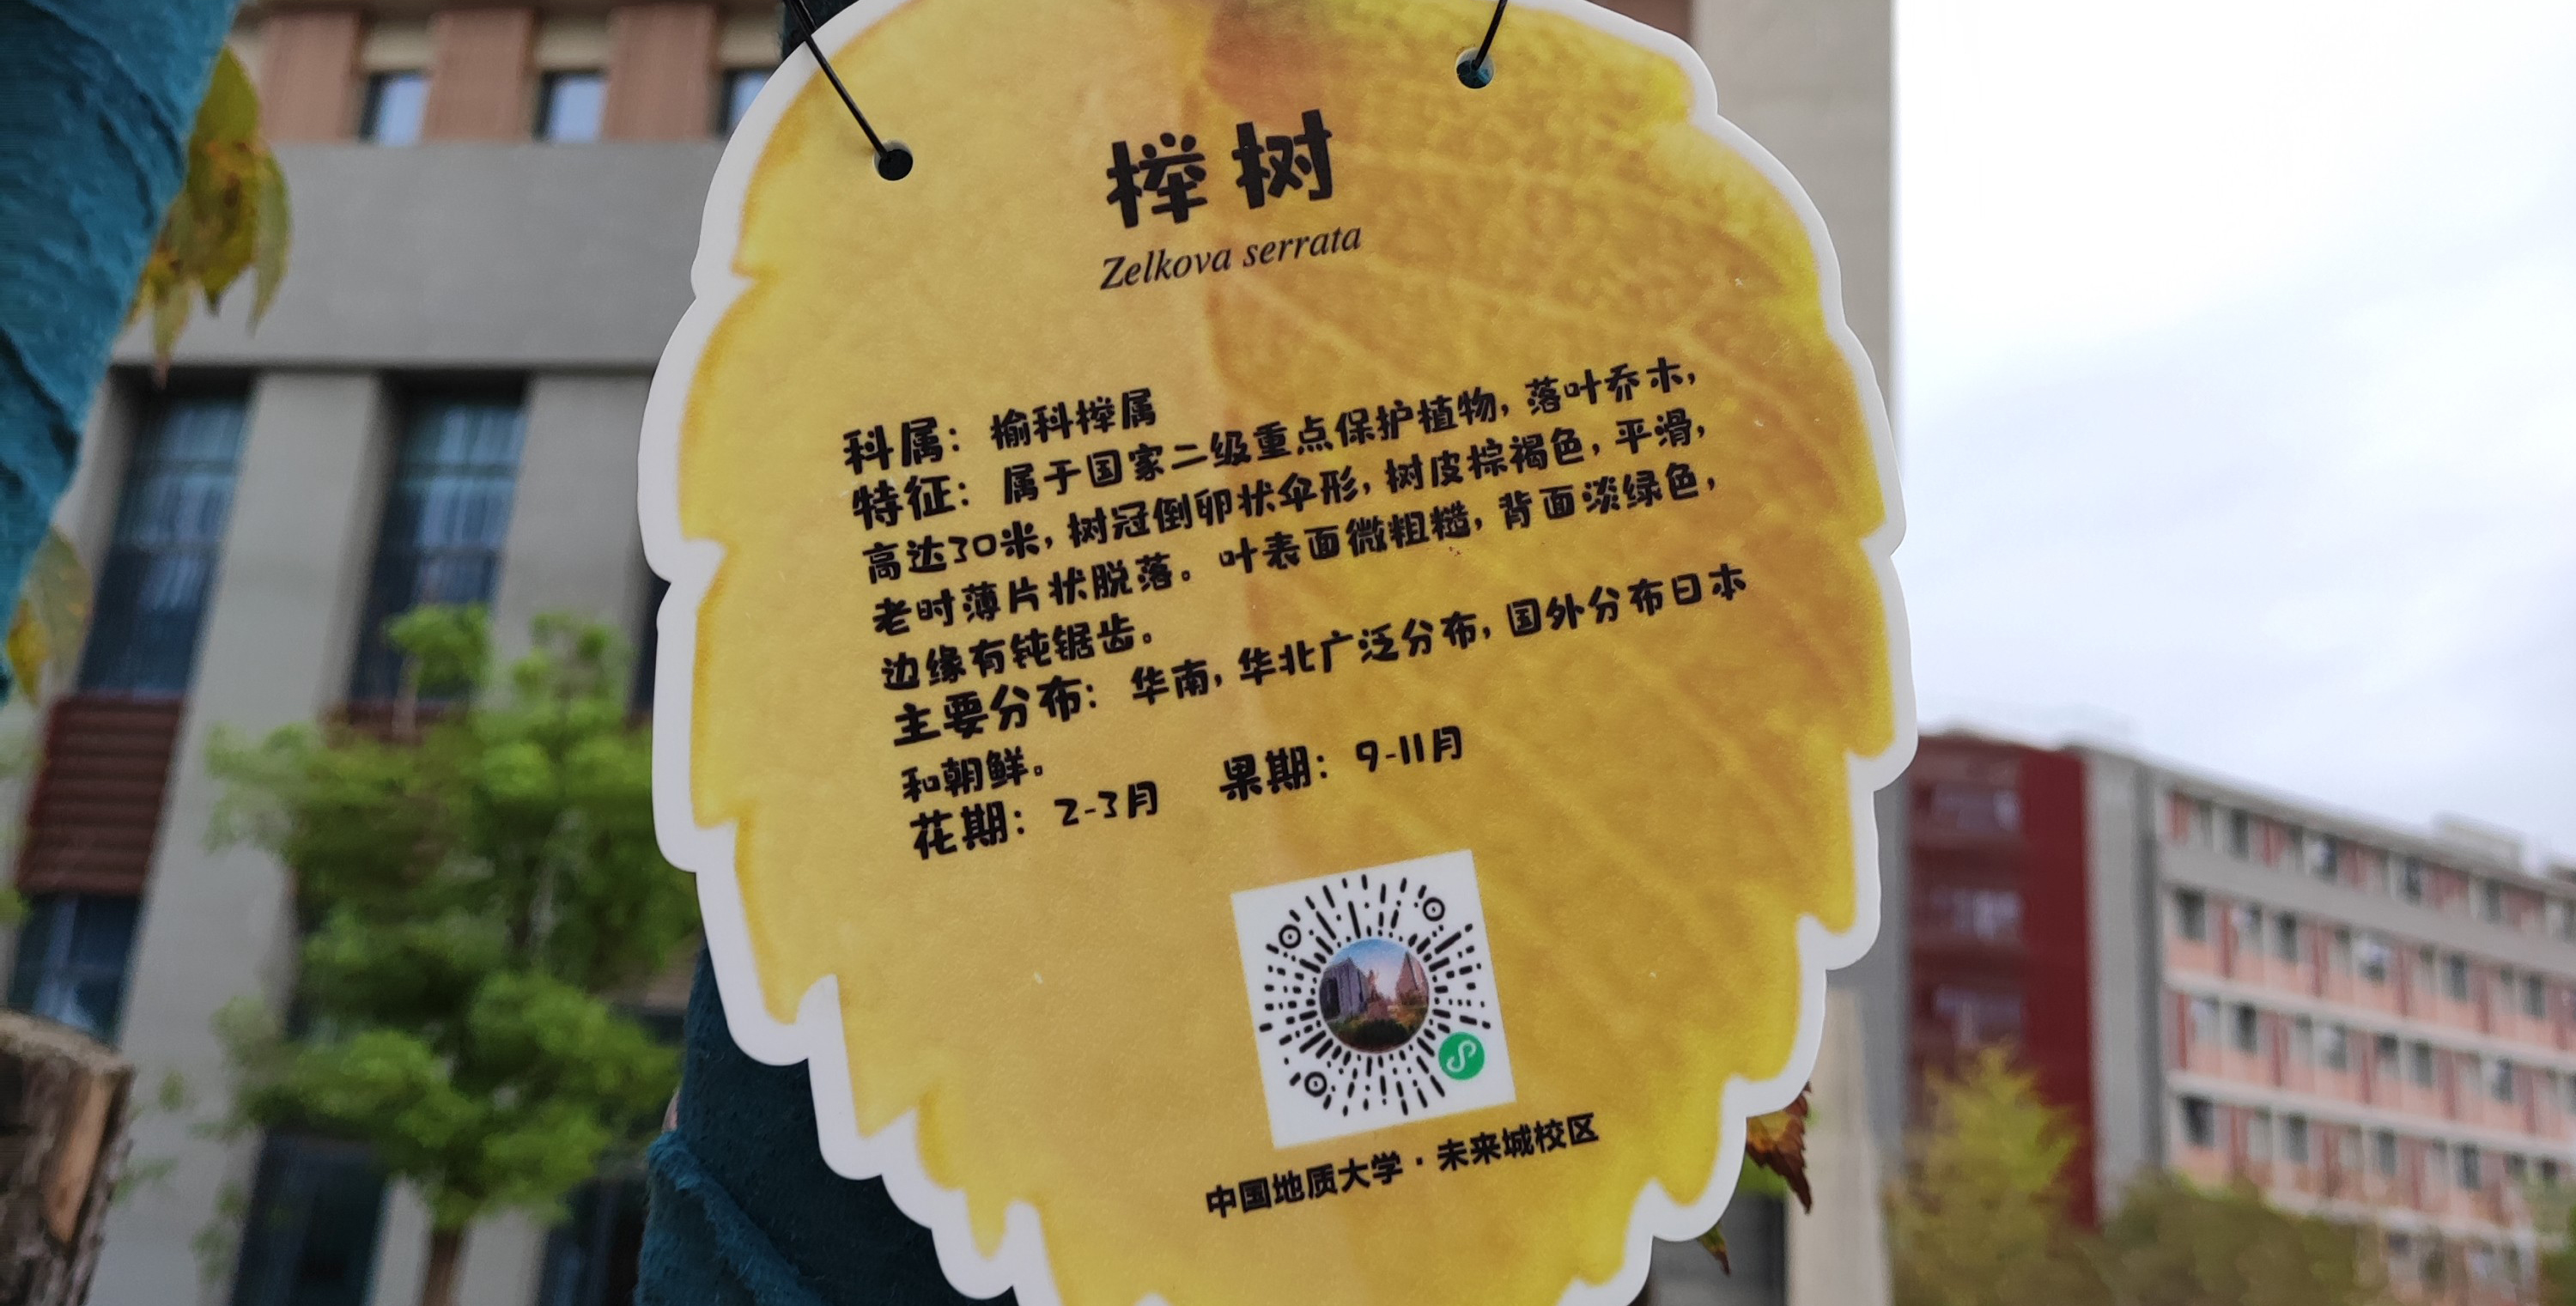 榉树
Zelkova serrata
科属：榆科榉属
特征：属于国家二级重点保护植物，落叶乔木，
高达30米，树冠倒卵状伞形，树皮棕褐色，平滑，
老时薄片状脱落。叶表面微粗糙，背面淡绿色，
边缘有钝锯齿。
主要分布：华南，华北广泛分布，国外分布日本
和朝鲜。
花期：2-3月 果期：9-11月
中国地质大学·未来城校区